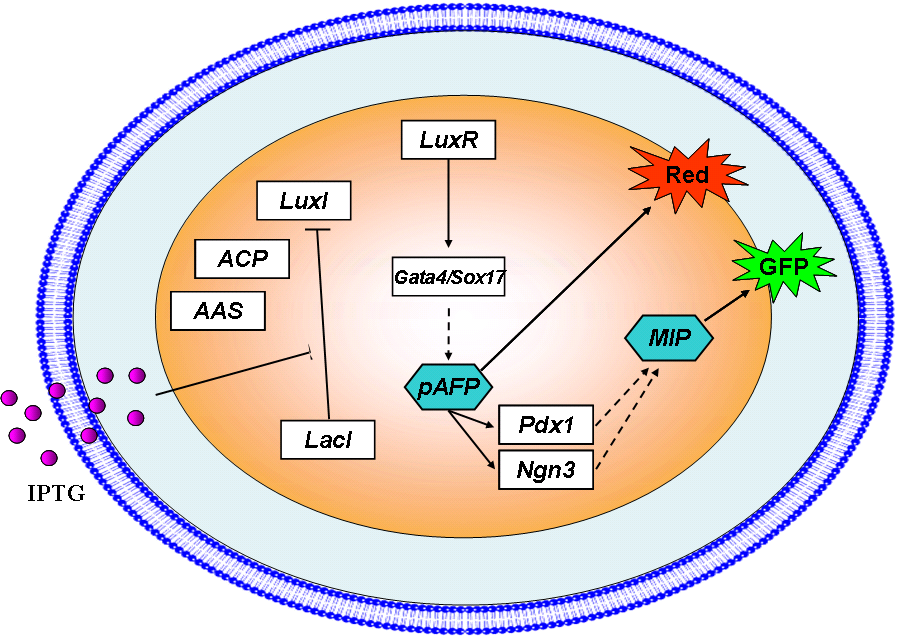 LuxR
Red
LuxI
ACP
GFP
Gata4/Sox17
AAS
MIP
pAFP
Pdx1
LacI
Ngn3
IPTG